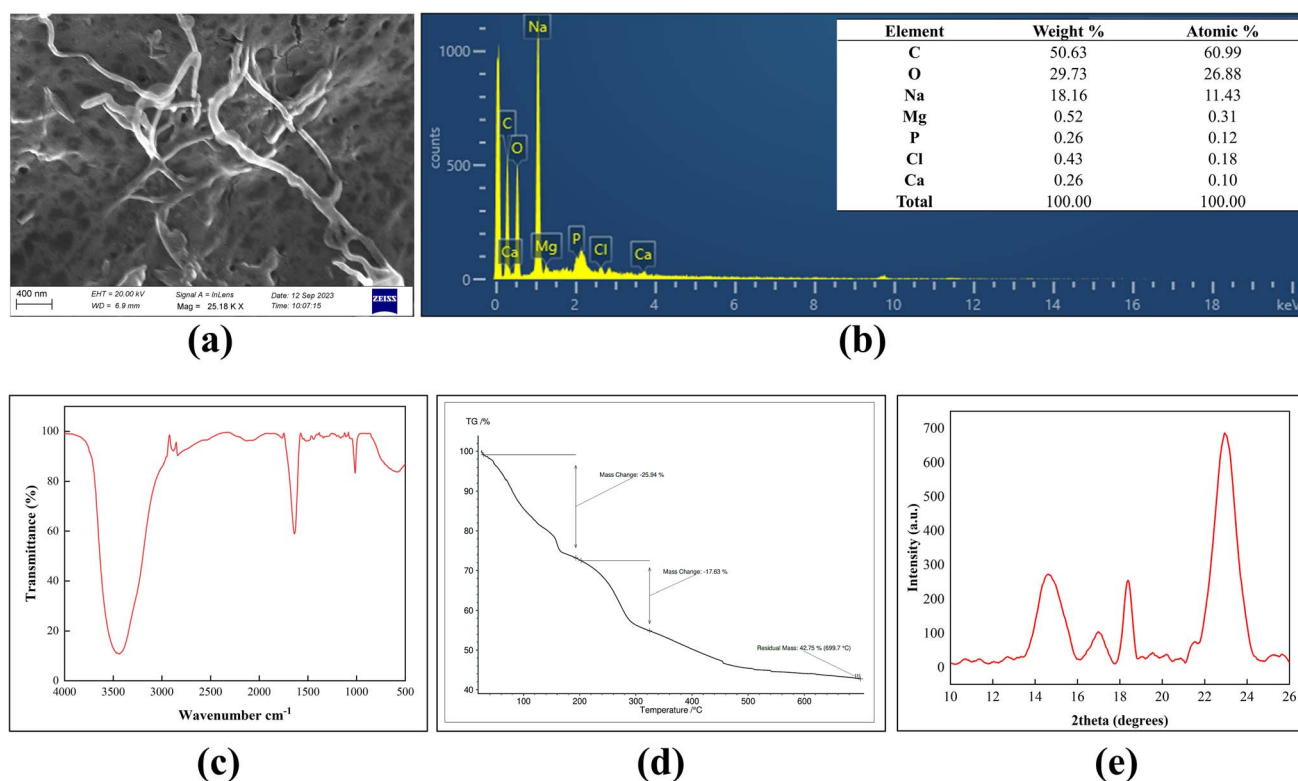 400 nm
EHT = 20.00 kV
Signal A = InLens
Date: 12 Sep 2023
WD = 6.9 mm
Mag = 25.18 K X
Time: 10:07:15
ZEISS
(a)
Na
C
O
Ca
Mg
P
Cl
Ca
counts
1000
500
0
0 2 4 6 8 10 12 14 16 18 keV
Element Weight % Atomic %
C 50.63 60.99
O 29.73 26.88
Na 18.16 11.43
Mg 0.52 0.31
P 0.26 0.12
Cl 0.43 0.18
Ca 0.26 0.10
Total 100.00 100.00
(b)
Transmittance (%)
100
80
60
40
20
0
4000 3500 3000 2500 2000 1500 1000 500
Wavenumber cm⁻¹
(c)
TG /%
100
90
80
70
60
50
40
Mass Change: -25.94 %
Mass Change: -17.63 %
Residual Mass: 42.75 % (699.7 °C)
100 200 300 400 500 600
Temperature /°C
(d)
Intensity (a.u.)
700
600
500
400
300
200
100
0
10 12 14 16 18 20 22 24 26
2theta (degrees)
(e)